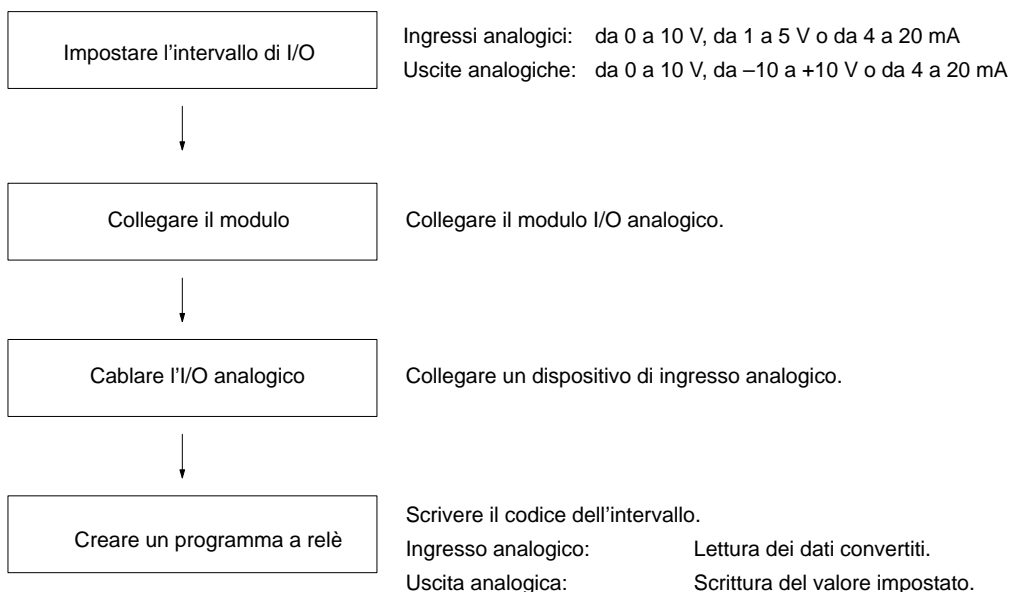 Impostare l'intervallo di I/O
Ingressi analogici: da 0 a 10 V, da 1 a 5 V o da 4 a 20 mA
Uscite analogiche: da 0 a 10 V, da –10 a +10 V o da 4 a 20 mA
Collegare il modulo
Collegare il modulo I/O analogico.
Cablare l'I/O analogico
Collegare un dispositivo di ingresso analogico.
Creare un programma a relè
Scrivere il codice dell'intervallo.
Ingresso analogico: Lettura dei dati convertiti.
Uscita analogica: Scrittura del valore impostato.